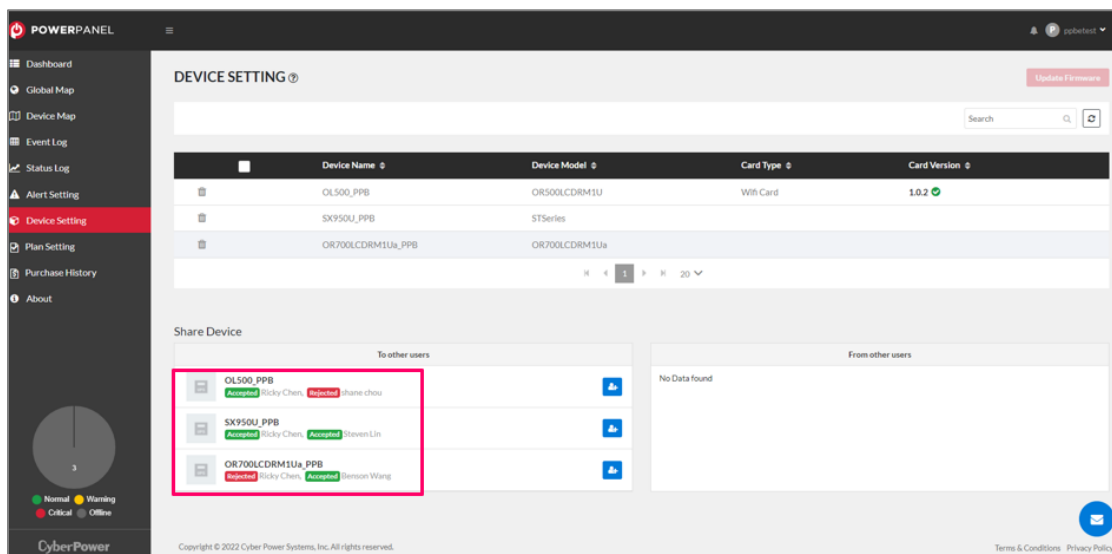 POWERPANEL
ppbetest
Dashboard
Global Map
Device Map
Event Log
Status Log
Alert Setting
Device Setting
Plan Setting
Purchase History
About
3
Normal Warning
Critical Offline
CyberPower
DEVICE SETTING
Update Firmware
Search
Device Name Device Model Card Type Card Version
OL500_PPB OR500LCDRM1U Wifi Card 1.0.2
SX950U_PPB STSeries
OR700LCDRM1Ua_PPB OR700LCDRM1Ua
1 20
Share Device
To other users
OL500_PPB
Accepted Ricky Chen, Rejected shane chou
SX950U_PPB
Accepted Ricky Chen, Accepted Steven Lin
OR700LCDRM1Ua_PPB
Rejected Ricky Chen, Accepted Benson Wang
From other users
No Data found
Copyright © 2022 Cyber Power Systems, Inc. All rights reserved.
Terms & Conditions Privacy Policy